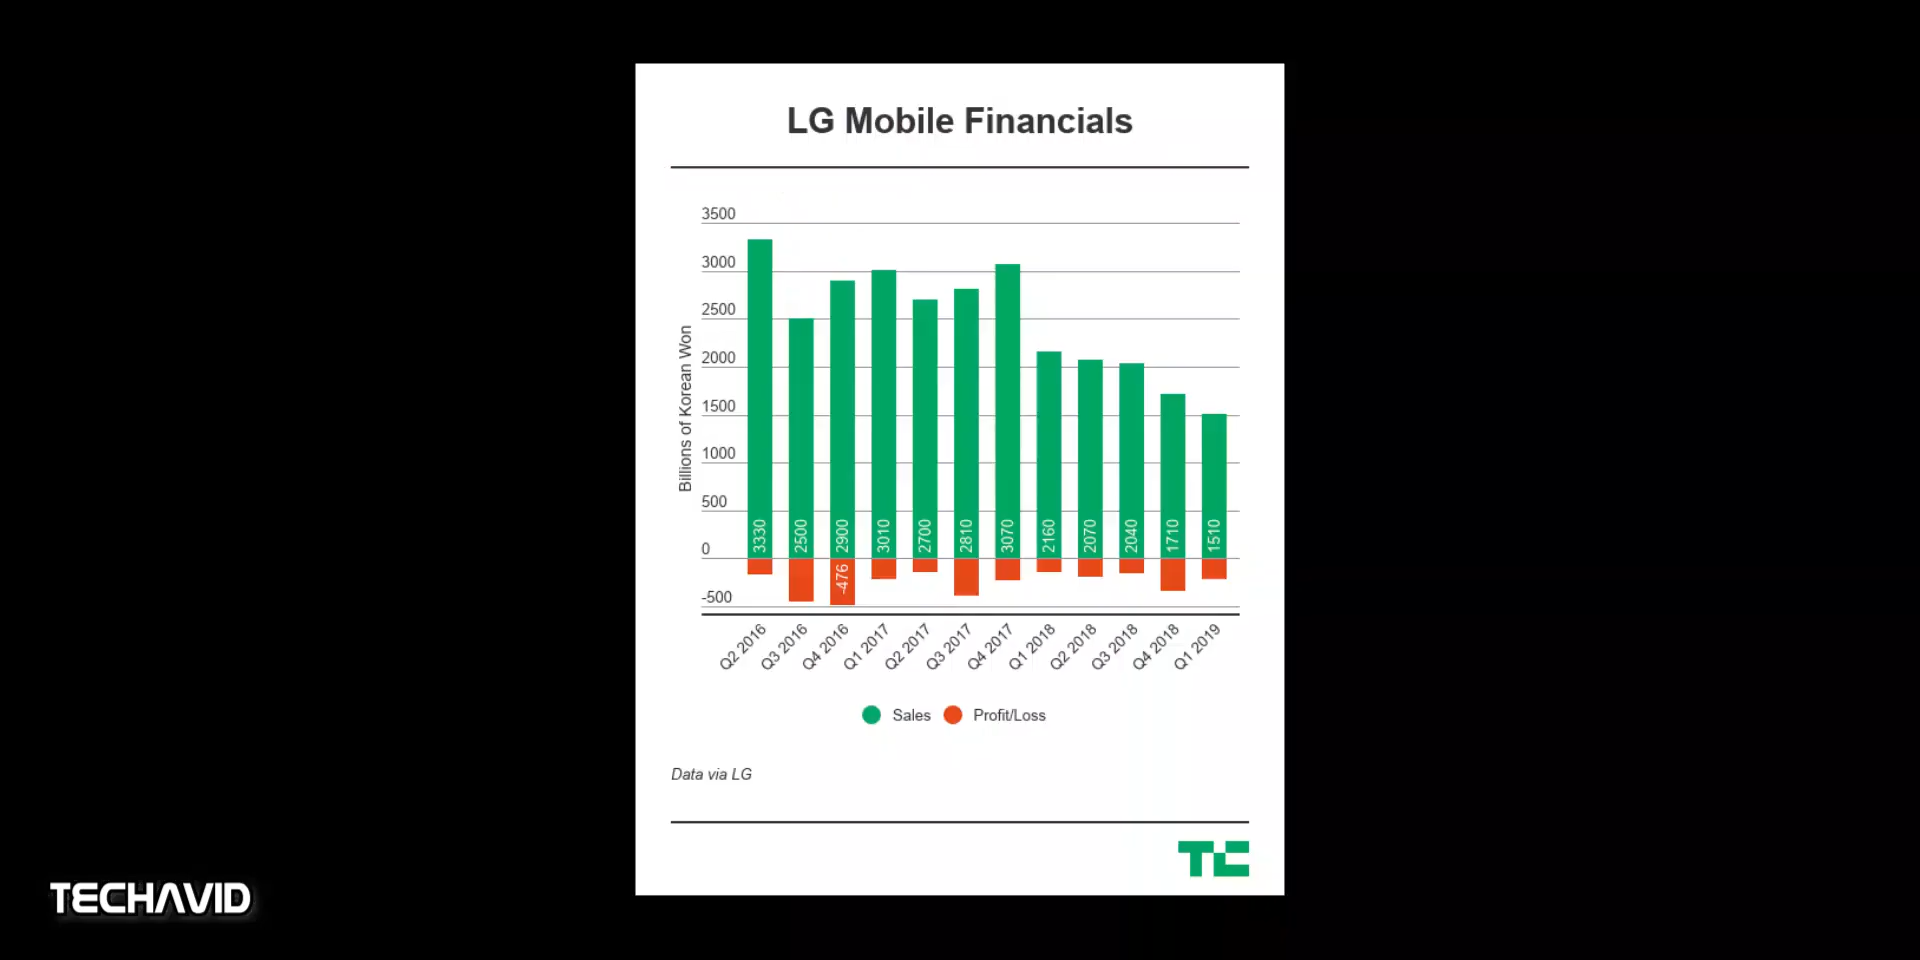 LG Mobile Financials
3500
3000
2500
2000
1500
1000
500
0
-500
Billions of Korean Won
3330
2500
2900
3010
2700
2810
3070
2160
2070
2040
1710
1510
-476
Q2 2016
Q3 2016
Q4 2016
Q1 2017
Q2 2017
Q3 2017
Q4 2017
Q1 2018
Q2 2018
Q3 2018
Q4 2018
Q1 2019
Sales Profit/Loss
Data via LG
TC
TECHAVID